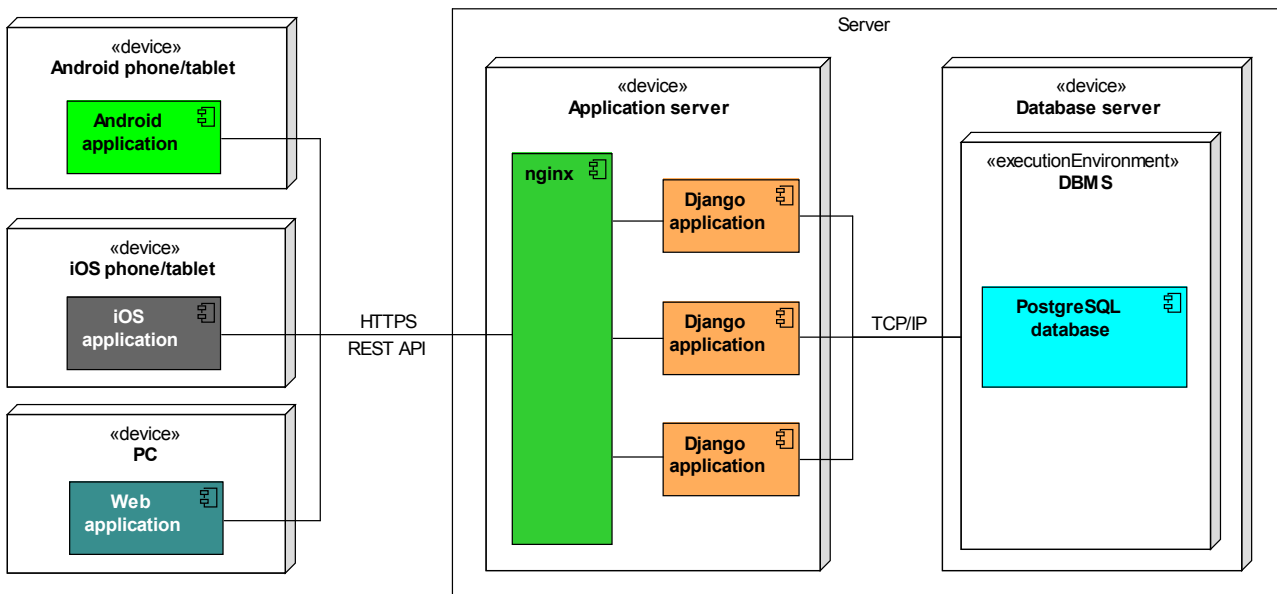 Server
«device»
Android phone/tablet
Android
application
«device»
iOS phone/tablet
iOS
application
«device»
PC
Web
application
HTTPS
REST API
«device»
Application server
nginx
Django
application
Django
application
Django
application
TCP/IP
«device»
Database server
«executionEnvironment»
DBMS
PostgreSQL
database